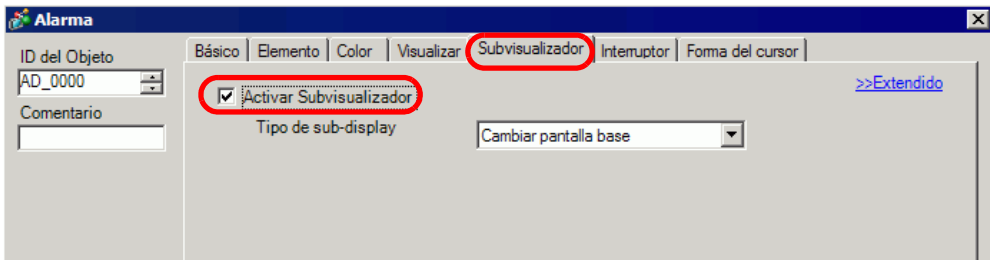 Alarma
ID del Objeto
AD_0000
Comentario
Básico Elemento Color Visualizar Subvisualizador Interruptor Forma del cursor
>>Extendido
Activar Subvisualizador
Tipo de sub-display Cambiar pantalla base